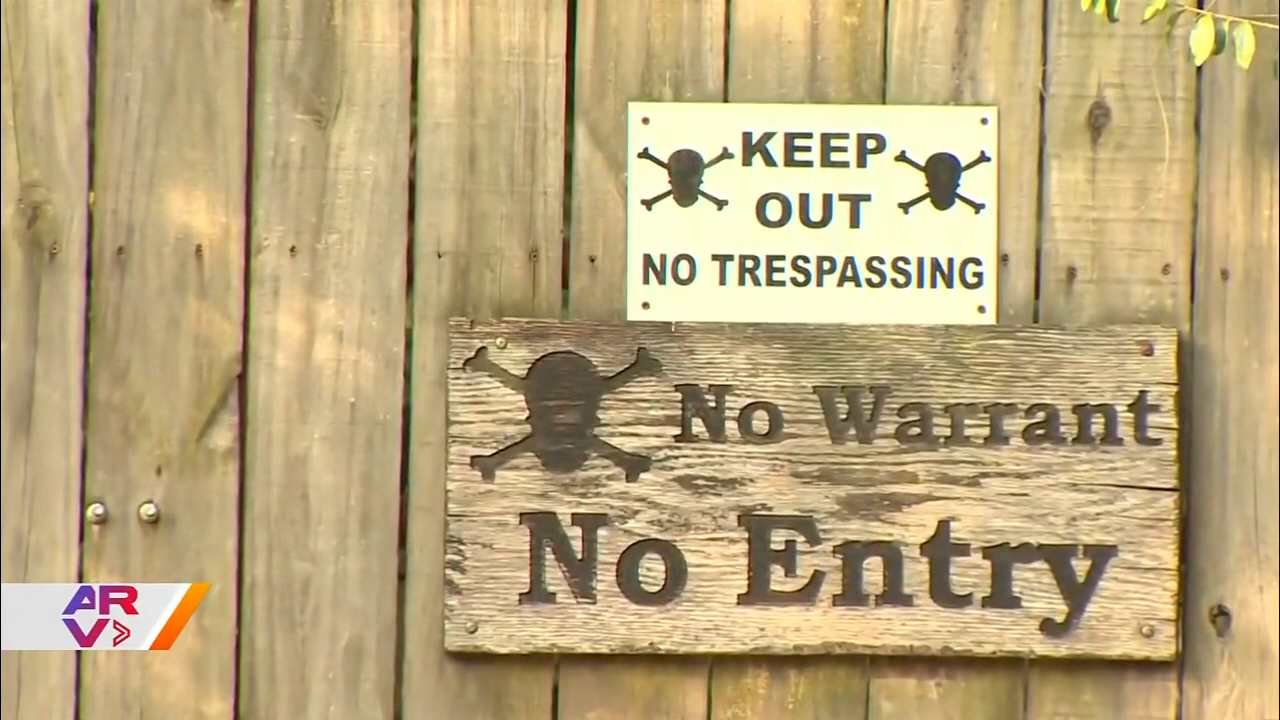 KEEP
OUT
NO TRESPASSING
No Warrant
No Entry
ARV